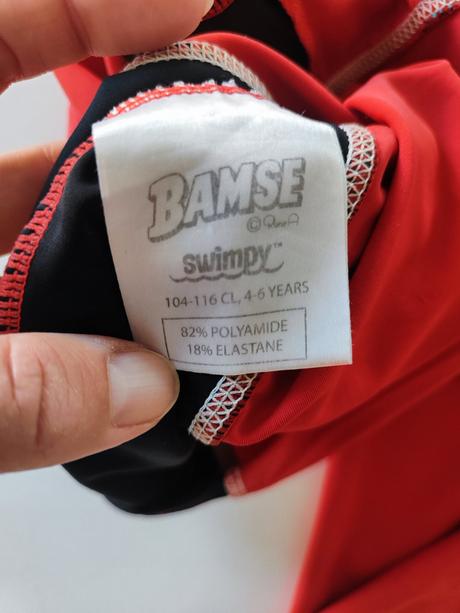 BAMSE
©
swimpy™
104-116 CL, 4-6 YEARS
82% POLYAMIDE
18% ELASTANE